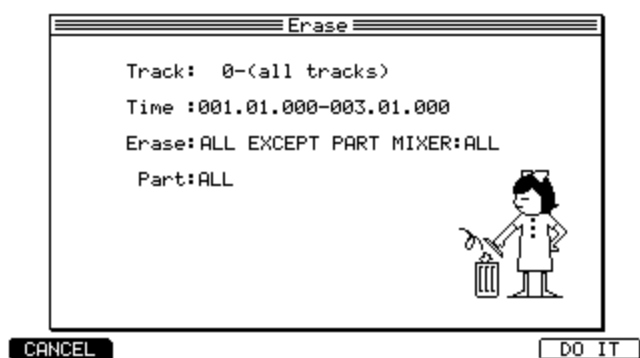 Erase
Track: 0-(all tracks)
Time :001.01.000-003.01.000
Erase:ALL EXCEPT PART MIXER:ALL
Part:ALL
CANCEL DO IT